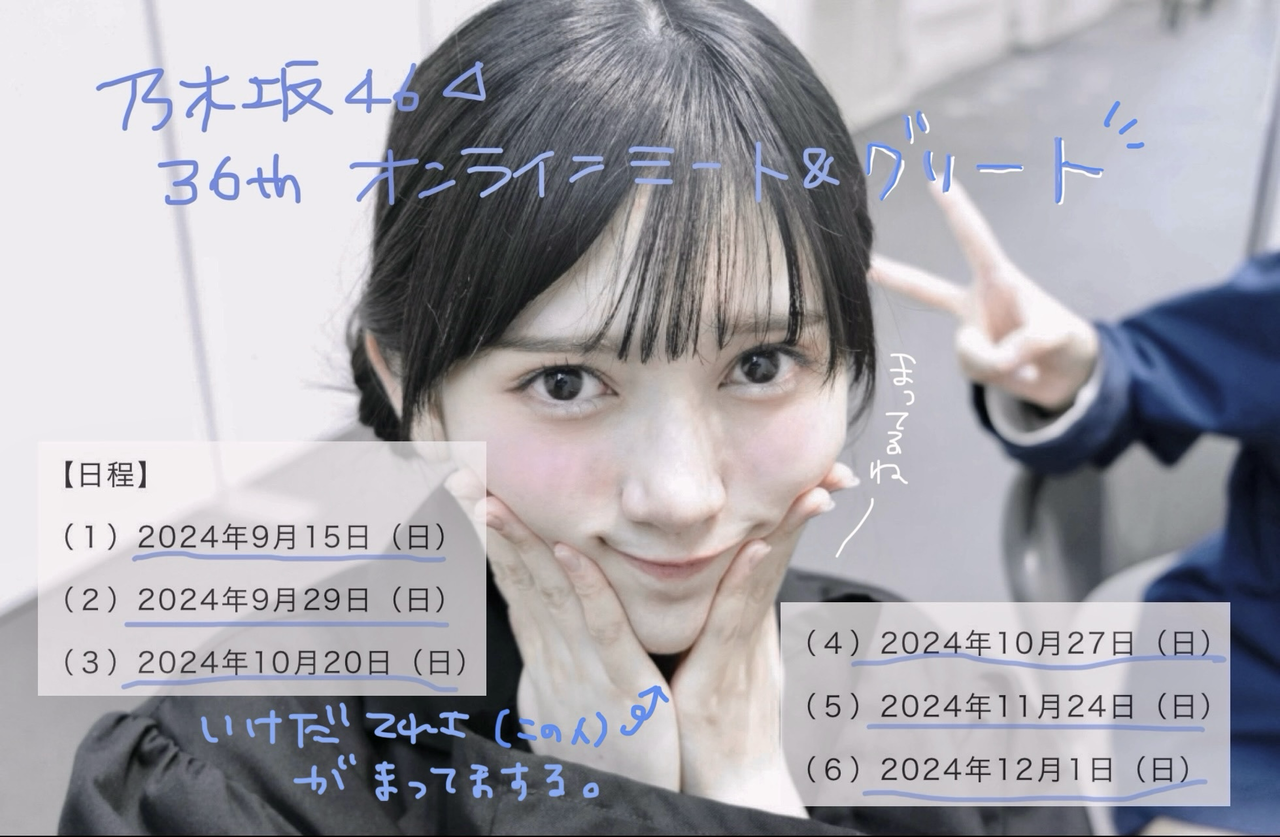 乃木坂46
36th オンラインミート&グリート
まってるね
【日程】
（1）2024年9月15日（日）
（2）2024年9月29日（日）
（3）2024年10月20日（日）
（4）2024年10月27日（日）
（5）2024年11月24日（日）
（6）2024年12月1日（日）
いけだ てれさ（この人）
がまってまする。